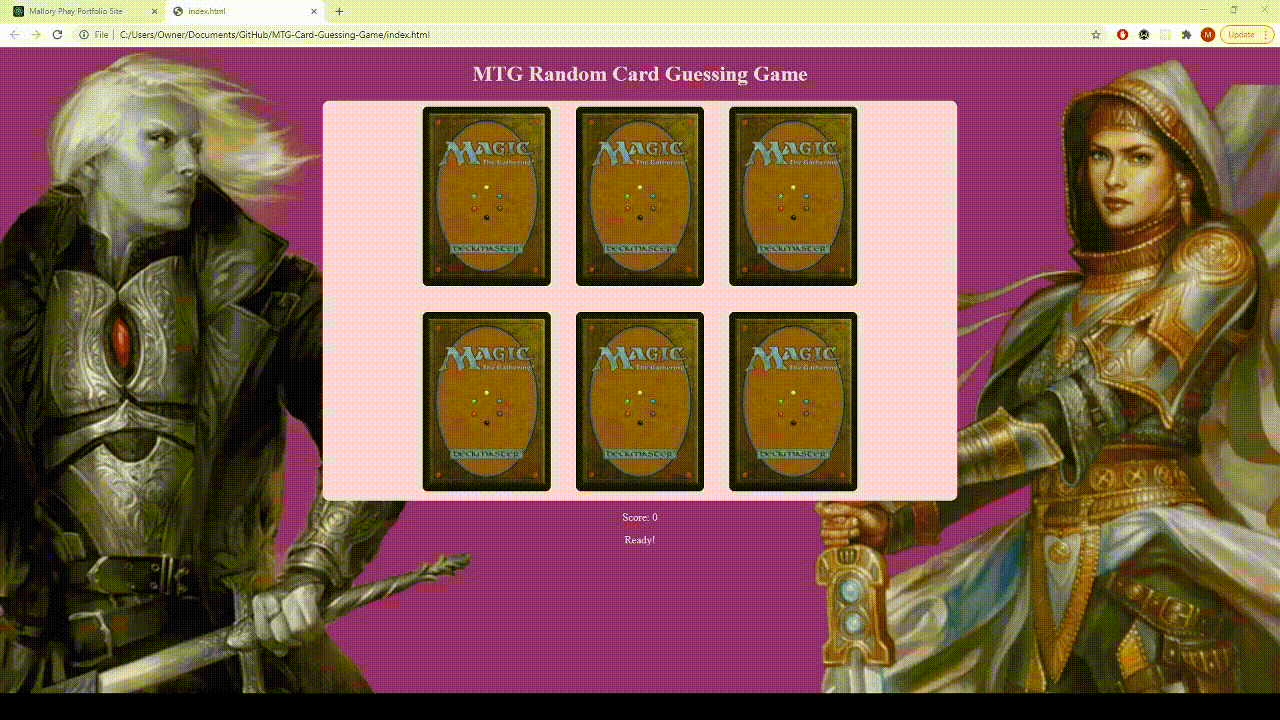 Mallory Phay Portfolio Site
index.html
File
C:/Users/Owner/Documents/GitHub/MTG-Card-Guessing-Game/index.html
M
Update
MTG Random Card Guessing Game
MAGIC MAGIC MAGIC
The Gathering The Gathering The Gathering
DECKMASTER DECKMASTER DECKMASTER
MAGIC MAGIC MAGIC
The Gathering The Gathering The Gathering
DECKMASTER DECKMASTER DECKMASTER
Score: 0
Ready!